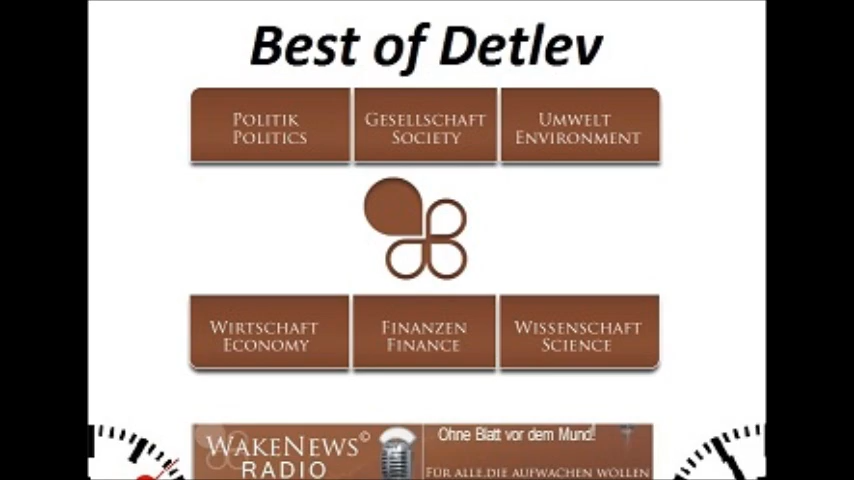 Best of Detlev
POLITIK
POLITICS
GESELLSCHAFT
SOCIETY
UMWELT
ENVIRONMENT
WIRTSCHAFT
ECONOMY
FINANZEN
FINANCE
WISSENSCHAFT
SCIENCE
WAKENEWS©
RADIO
Ohne Blatt vor dem Mund!
FÜR ALLE,DIE AUFWACHEN WOLLEN